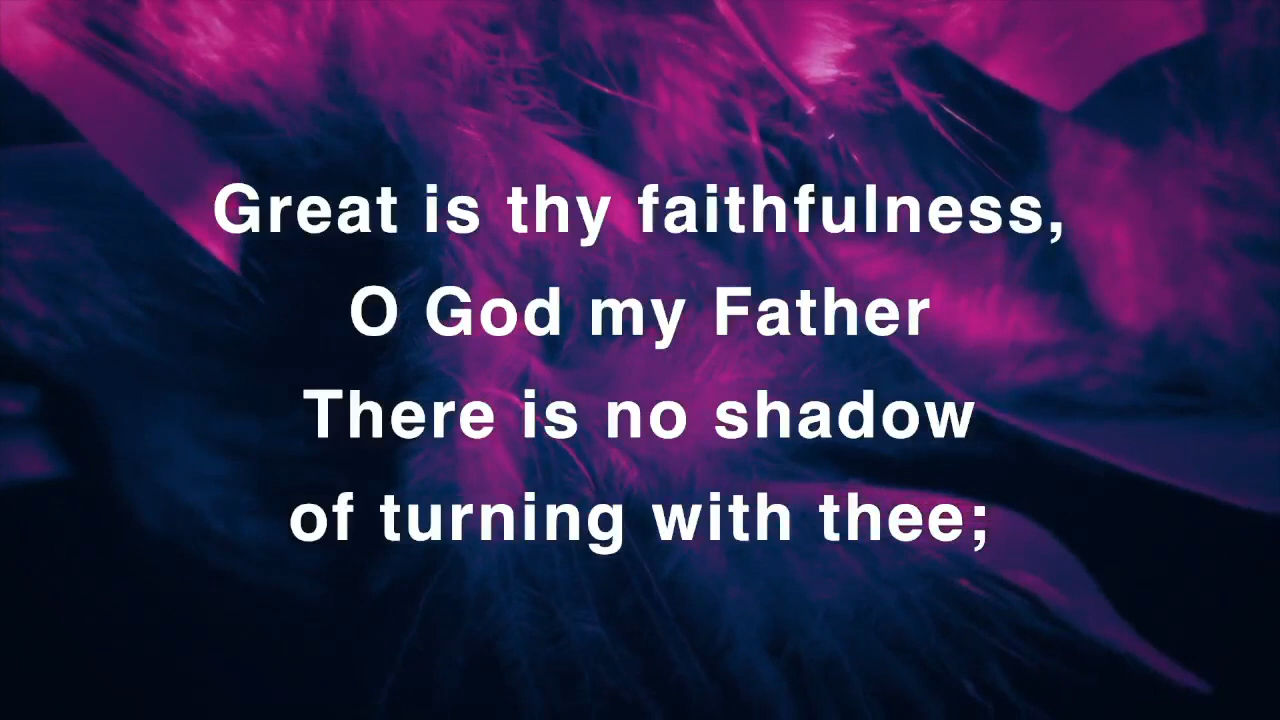 Great is thy faithfulness,
O God my Father
There is no shadow
of turning with thee;